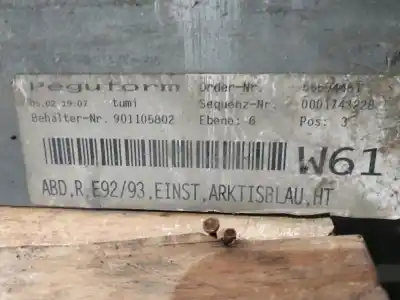 Peguform Order-Nr.
05.02 19:07 tumi Sequenz-Nr. 0001743228
Behälter-Nr. 901105802 Ebene: 6 Pos: 3
W61
ABD,R,E92/93,EINST,ARKTISBLAU,HT